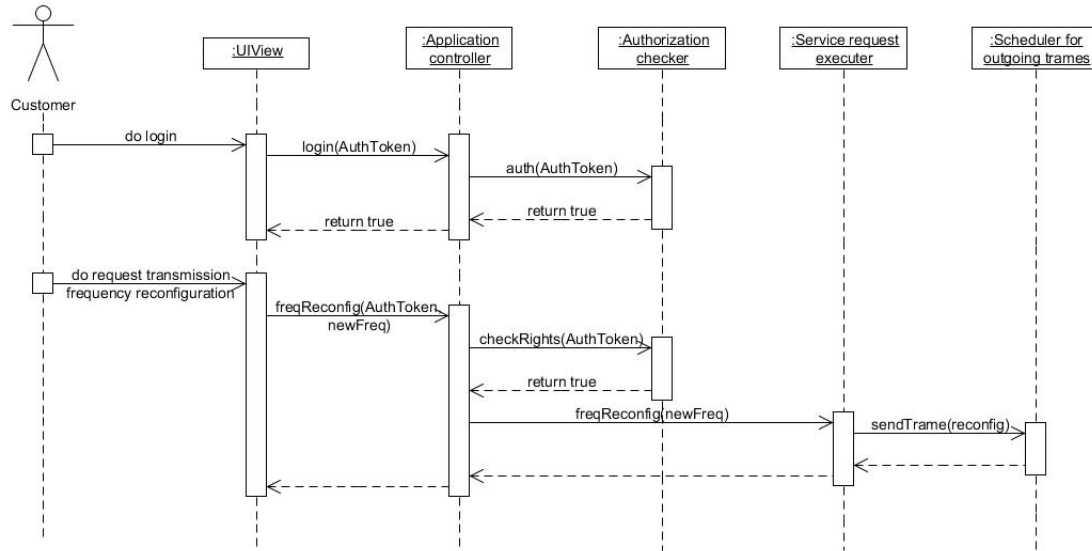 :UIView
:Application
controller
:Authorization
checker
:Service request
executer
:Scheduler for
outgoing trames
Customer
do login
login(AuthToken)
auth(AuthToken)
return true
return true
do request transmission
frequency reconfiguration
freqReconfig(AuthToken,
newFreq)
checkRights(AuthToken)
return true
freqReconfig(newFreq)
sendTrame(reconfig)